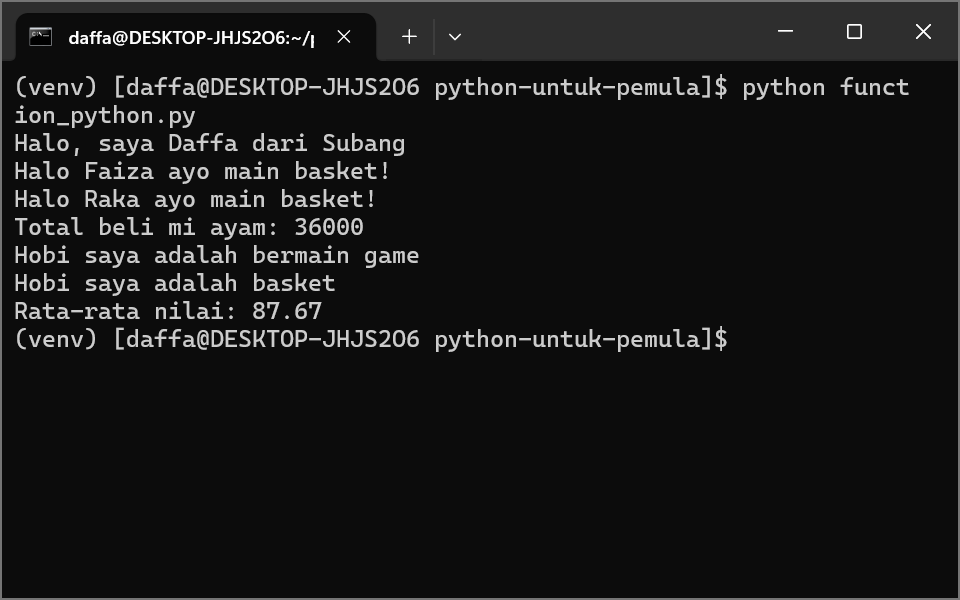 daffa@DESKTOP-JHJS2O6:~/p
(venv) [daffa@DESKTOP-JHJS2O6 python-untuk-pemula]$ python funct
ion_python.py
Halo, saya Daffa dari Subang
Halo Faiza ayo main basket!
Halo Raka ayo main basket!
Total beli mi ayam: 36000
Hobi saya adalah bermain game
Hobi saya adalah basket
Rata-rata nilai: 87.67
(venv) [daffa@DESKTOP-JHJS2O6 python-untuk-pemula]$